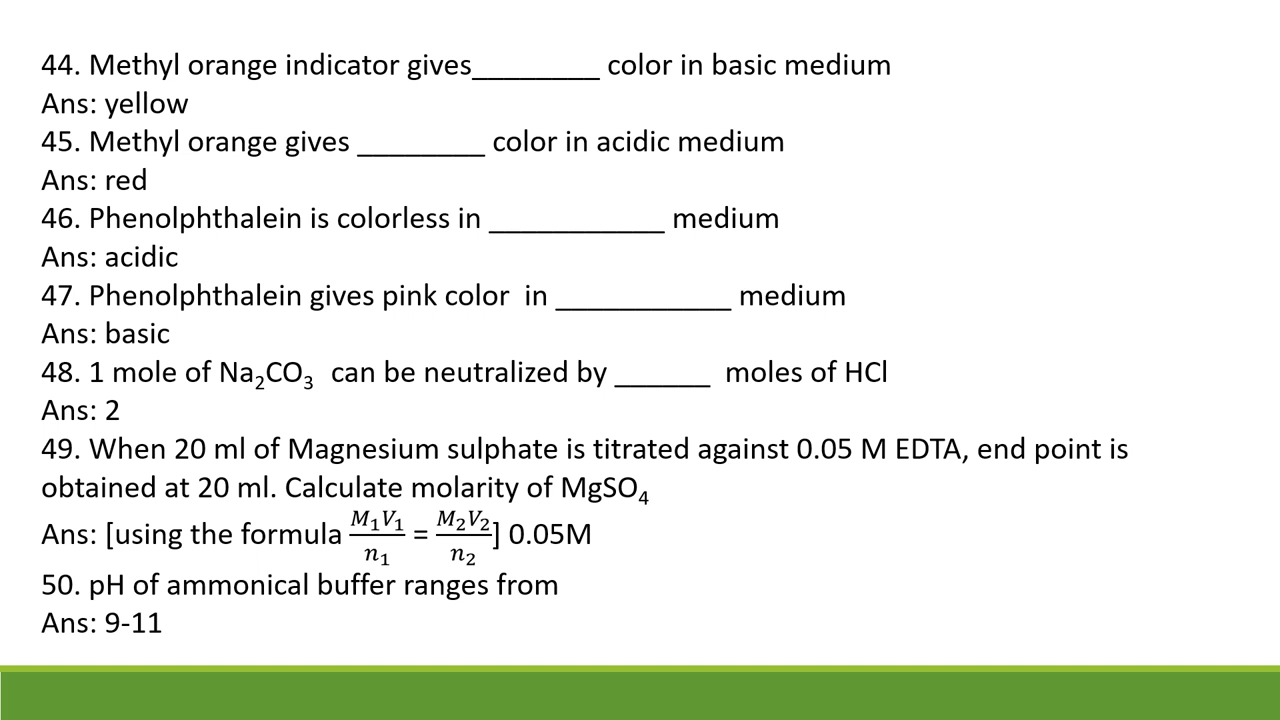 44. Methyl orange indicator gives________ color in basic medium
Ans: yellow
45. Methyl orange gives ________ color in acidic medium
Ans: red
46. Phenolphthalein is colorless in ___________ medium
Ans: acidic
47. Phenolphthalein gives pink color  in ___________ medium
Ans: basic
48. 1 mole of Na₂CO₃  can be neutralized by ______  moles of HCl
Ans: 2
49. When 20 ml of Magnesium sulphate is titrated against 0.05 M EDTA, end point is
obtained at 20 ml. Calculate molarity of MgSO₄
Ans: [using the formula M₁V₁/n₁ = M₂V₂/n₂] 0.05M
50. pH of ammonical buffer ranges from
Ans: 9-11